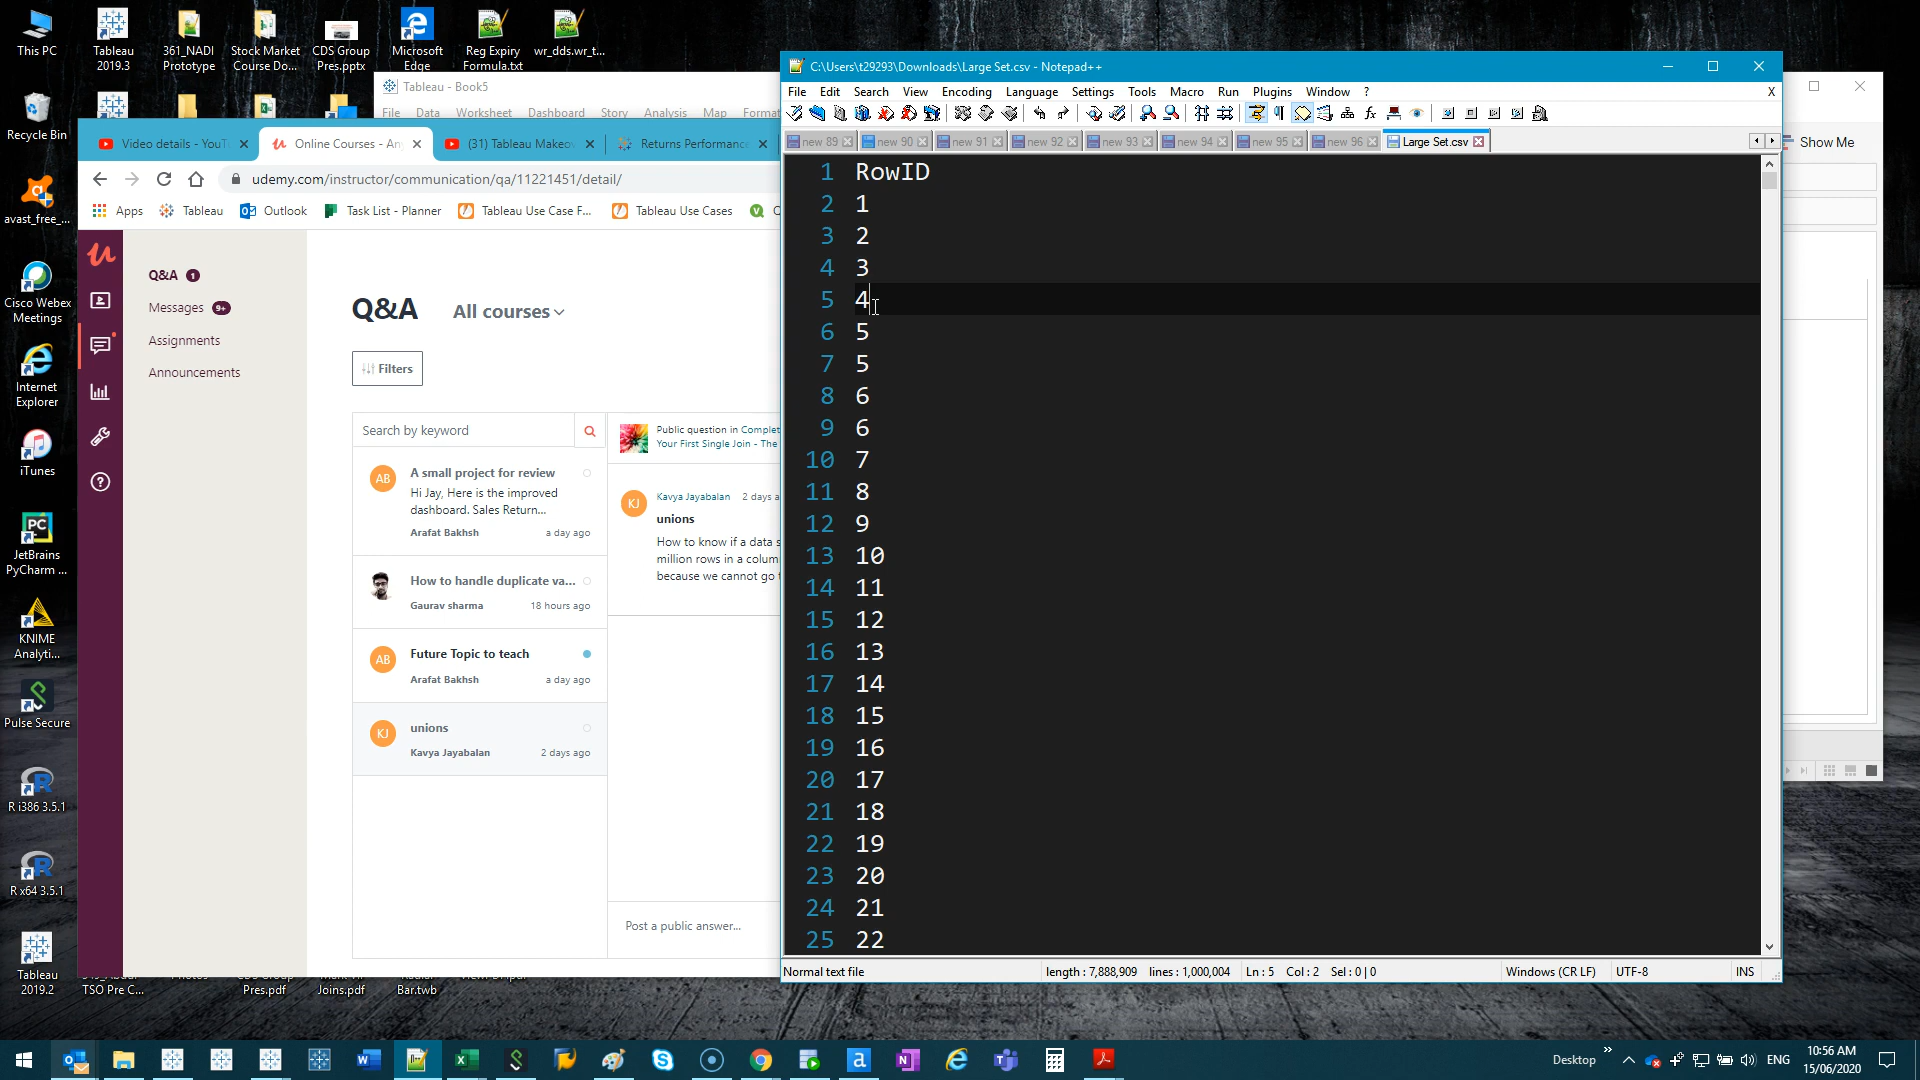 This PC
Tableau
2019.3
361_NADI
Prototype
Stock Market
Course Do...
CDS Group
Pres.pptx
Microsoft
Edge
Reg Expiry
Formula.txt
wr_dds.wr_t...
Recycle Bin
avast_free_...
Cisco Webex
Meetings
Internet
Explorer
iTunes
JetBrains
PyCharm ...
KNIME
Analyti...
Pulse Secure
R i386 3.5.1
R x64 3.5.1
Tableau
2019.2
TSO Pre C...
Pres.pdf
Joins.pdf
Bar.twb
Tableau - Book5
File Data Worksheet Dashboard Story Analysis Map Format
Show Me
Video details - YouT
Online Courses - An
(31) Tableau Makeov
Returns Performance
udemy.com/instructor/communication/qa/11221451/detail/
Apps Tableau Outlook Task List - Planner Tableau Use Case F... Tableau Use Cases
Q&A 1
Messages 9+
Assignments
Announcements
Q&A All courses
Filters
Search by keyword
AB
A small project for review
Hi Jay, Here is the improved
dashboard. Sales Return...
Arafat Bakhsh a day ago
How to handle duplicate va...
Gaurav sharma 18 hours ago
AB
Future Topic to teach
Arafat Bakhsh a day ago
KJ
unions
Kavya Jayabalan 2 days ago
Public question in Complet
Your First Single Join - The
KJ
Kavya Jayabalan 2 days a
unions
How to know if a data s
million rows in a colum
because we cannot go t
Post a public answer...
C:\Users\t29293\Downloads\Large Set.csv - Notepad++
File Edit Search View Encoding Language Settings Tools Macro Run Plugins Window ? X
new 89 new 90 new 91 new 92 new 93 new 94 new 95 new 96 Large Set.csv
1 RowID
2 1
3 2
4 3
5 4
6 5
7 5
8 6
9 6
10 7
11 8
12 9
13 10
14 11
15 12
16 13
17 14
18 15
19 16
20 17
21 18
22 19
23 20
24 21
25 22
Normal text file length : 7,888,909 lines : 1,000,004 Ln : 5 Col : 2 Sel : 0 | 0 Windows (CR LF) UTF-8 INS
Desktop ENG
10:56 AM
15/06/2020